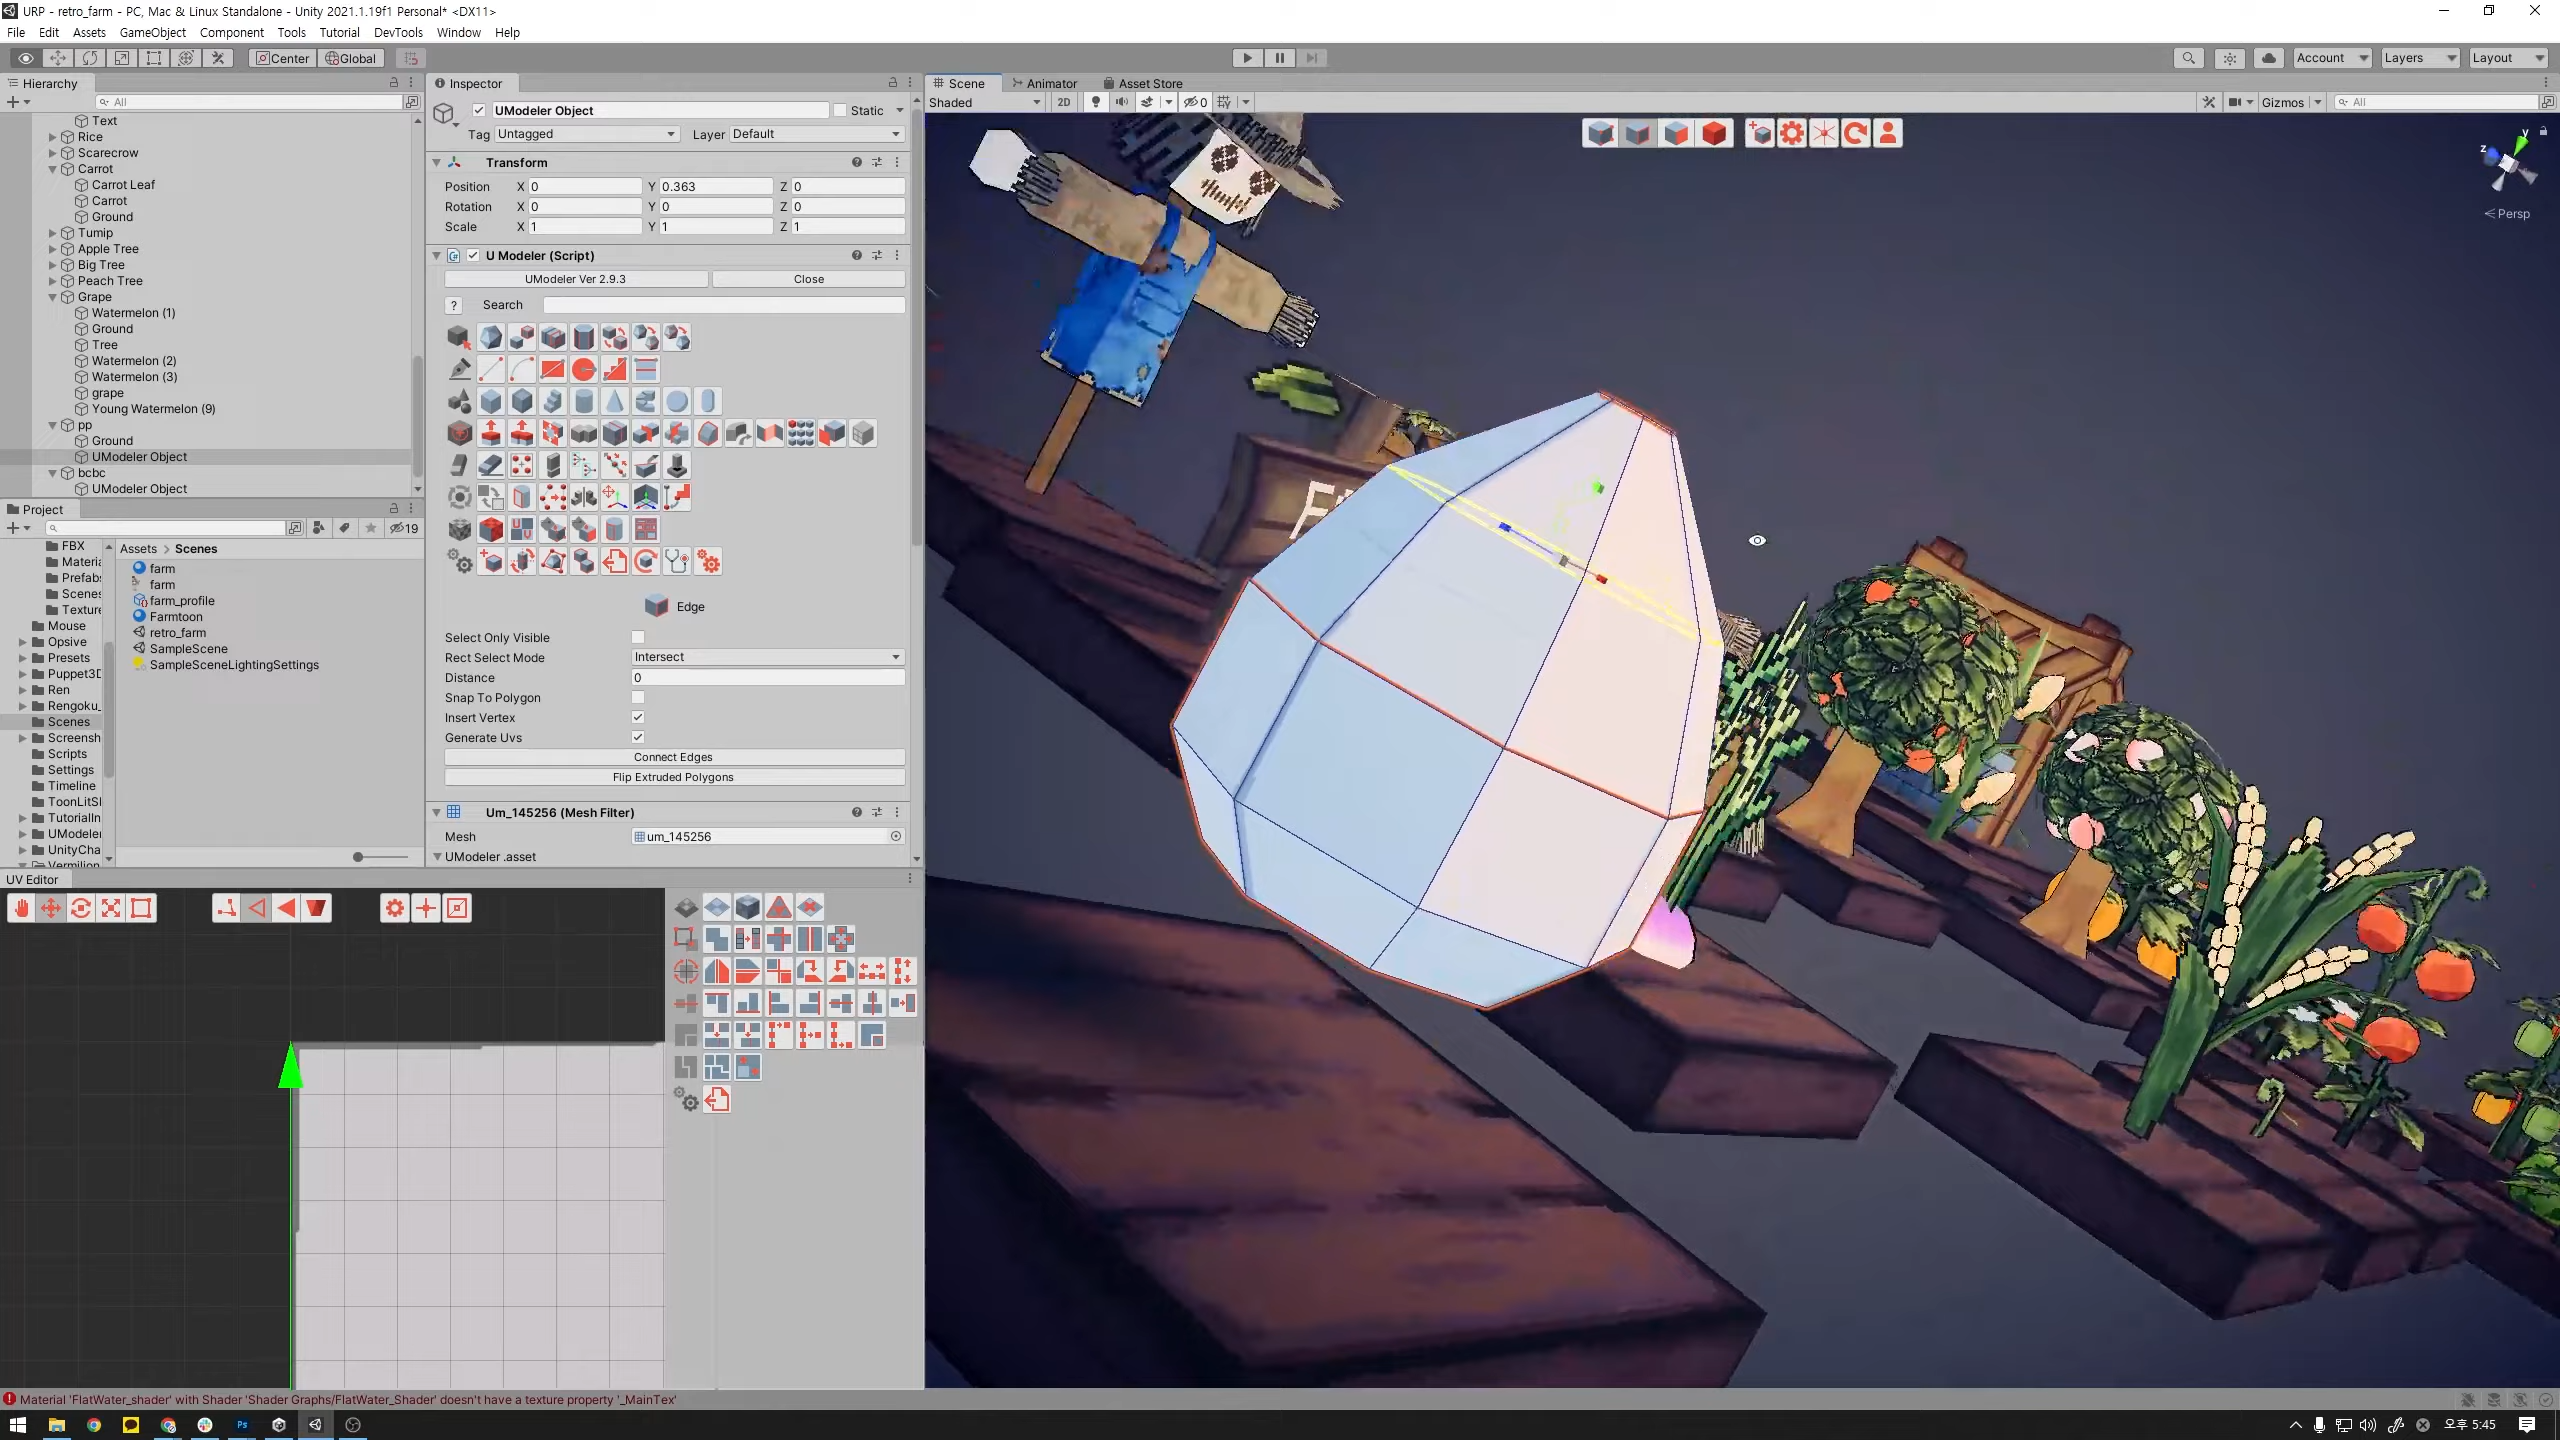 URP - retro_farm - PC, Mac & Linux Standalone - Unity 2021.1.19f1 Personal* <DX11>
File Edit Assets GameObject Component Tools Tutorial DevTools Window Help
Center Global Account Layers Layout
Hierarchy
All
Text
Rice
Scarecrow
Carrot
Carrot Leaf
Carrot
Ground
Turnip
Apple Tree
Big Tree
Peach Tree
Grape
Watermelon (1)
Ground
Tree
Watermelon (2)
Watermelon (3)
grape
Young Watermelon (9)
pp
Ground
UModeler Object
bcbc
UModeler Object
Project
19
FBX
Materia
Prefabs
Scenes
Texture
Mouse
Opsive
Presets
Puppet3D
Ren
Rengoku_
Scenes
Screensh
Scripts
Settings
Timeline
ToonLitSl
TutorialIn
UModeler
UnityCha
Vermilion
Assets > Scenes
farm
farm
farm_profile
Farmtoon
retro_farm
SampleScene
SampleSceneLightingSettings
Inspector
UModeler Object Static
Tag Untagged Layer Default
Transform
Position X 0 Y 0.363 Z 0
Rotation X 0 Y 0 Z 0
Scale X 1 Y 1 Z 1
U Modeler (Script)
UModeler Ver 2.9.3 Close
? Search
Edge
Select Only Visible
Rect Select Mode Intersect
Distance 0
Snap To Polygon
Insert Vertex
Generate Uvs
Connect Edges
Flip Extruded Polygons
Um_145256 (Mesh Filter)
Mesh um_145256
UModeler .asset
UV Editor
Scene Animator Asset Store
Shaded 2D 0 Gizmos All
y
z
Persp
Material 'FlatWater_shader' with Shader 'Shader Graphs/FlatWater_Shader' doesn't have a texture property '_MainTex'
Ps
오후 5:45